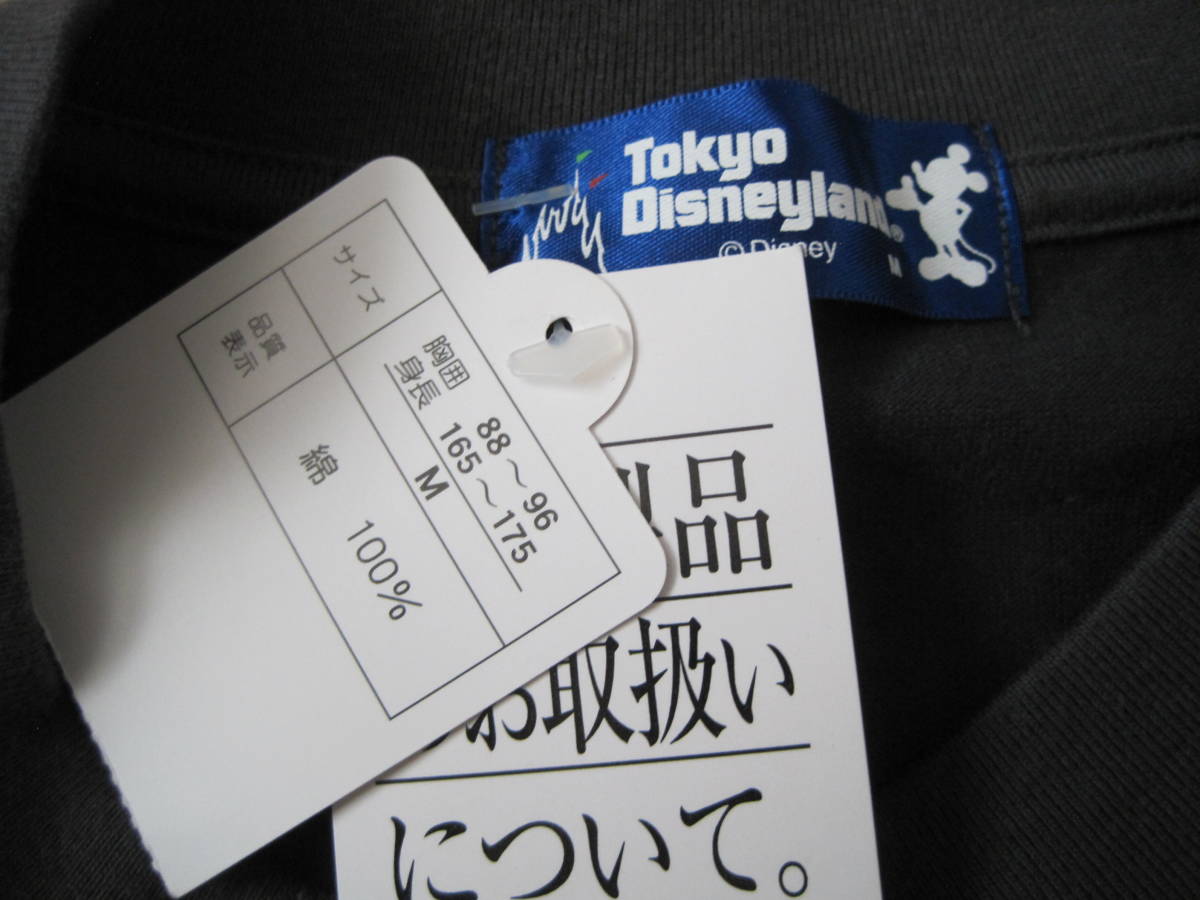 Tokyo
Disneyland®
© Disney
M
サイズ
胸囲 88～96
身長 165～175
M
品質
表示
綿 100%
品
お取扱い
について。